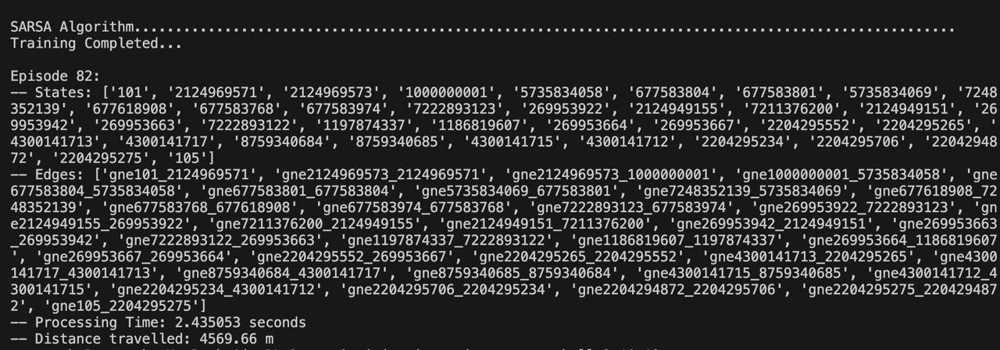 SARSA Algorithm....................................................................................................
Training Completed...
Episode 82:
—— States: ['101', '2124969571', '2124969573', '1000000001', '5735834058', '677583804', '677583801', '5735834069', '7248
352139', '677618908', '677583768', '677583974', '7222893123', '269953922', '2124949155', '7211376200', '2124949151', '26
9953942', '269953663', '7222893122', '1197874337', '1186819607', '269953664', '269953667', '2204295552', '2204295265', '
4300141713', '4300141717', '8759340684', '8759340685', '4300141715', '4300141712', '2204295234', '2204295706', '22042948
72', '2204295275', '105']
—— Edges: ['gne101_2124969571', 'gne2124969573_2124969571', 'gne2124969573_1000000001', 'gne1000000001_5735834058', 'gne
677583804_5735834058', 'gne677583801_677583804', 'gne5735834069_677583801', 'gne7248352139_5735834069', 'gne677618908_72
48352139', 'gne677583768_677618908', 'gne677583974_677583768', 'gne7222893123_677583974', 'gne269953922_7222893123', 'gn
e2124949155_269953922', 'gne7211376200_2124949155', 'gne2124949151_7211376200', 'gne269953942_2124949151', 'gne269953663
_269953942', 'gne7222893122_269953663', 'gne1197874337_7222893122', 'gne1186819607_1197874337', 'gne269953664_1186819607
', 'gne269953667_269953664', 'gne2204295552_269953667', 'gne2204295265_2204295552', 'gne4300141713_2204295265', 'gne4300
141717_4300141713', 'gne8759340684_4300141717', 'gne8759340685_8759340684', 'gne4300141715_8759340685', 'gne4300141712_4
300141715', 'gne2204295234_4300141712', 'gne2204295706_2204295234', 'gne2204294872_2204295706', 'gne2204295275_220429487
2', 'gne105_2204295275']
—— Processing Time: 2.435053 seconds
—— Distance travelled: 4569.66 m